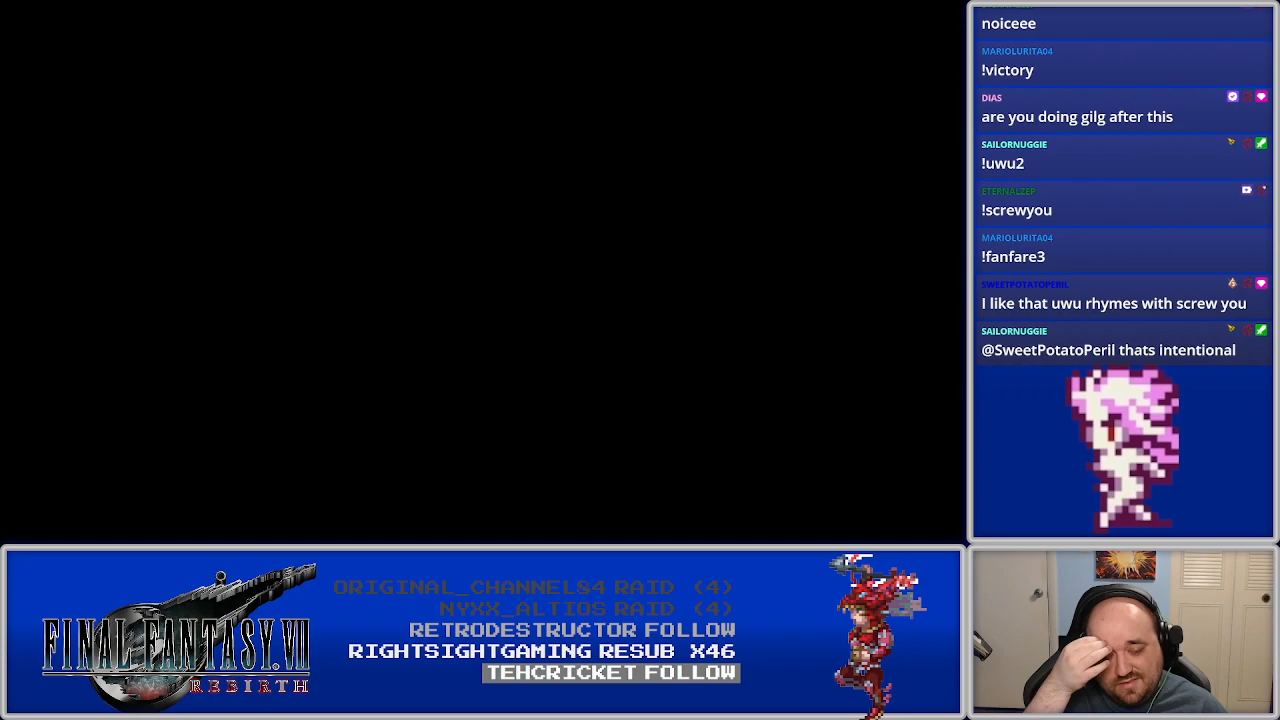 noiceee
MARIOLURITA04
!victory
DIAS
are you doing gilg after this
SAILORNUGGIE
!uwu2
ETERNALZEP
!screwyou
MARIOLURITA04
!fanfare3
SWEETPOTATOPERIL
I like that uwu rhymes with screw you
SAILORNUGGIE
@SweetPotatoPeril thats intentional
FINAL FANTASY VII
REBIRTH
ORIGINAL_CHANNEL84 RAID (4)
NYXX_ALTIOS RAID (4)
RETRODESTRUCTOR FOLLOW
RIGHTSIGHTGAMING RESUB X46
TEHCRICKET FOLLOW